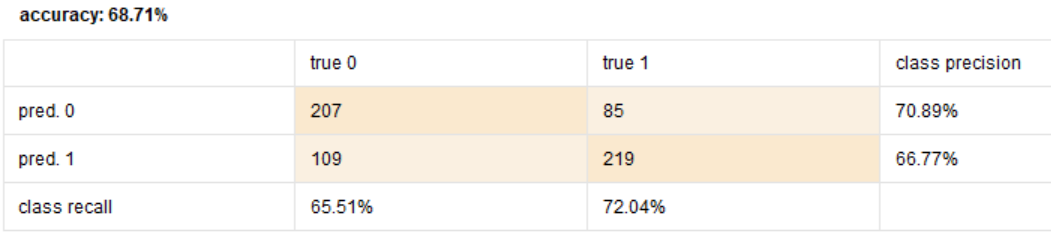 accuracy: 68.71%
true 0 true 1 class precision
pred. 0 207 85 70.89%
pred. 1 109 219 66.77%
class recall 65.51% 72.04%